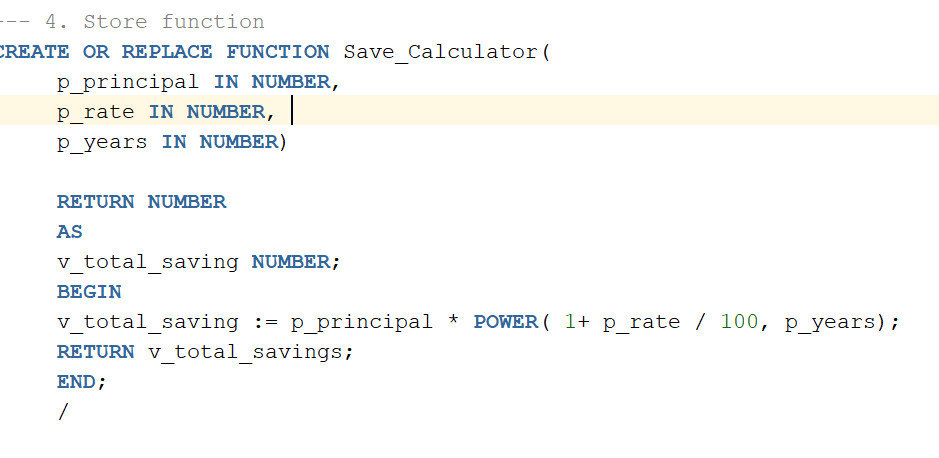 --- 4. Store function
CREATE OR REPLACE FUNCTION Save_Calculator(
p_principal IN NUMBER,
p_rate IN NUMBER,
p_years IN NUMBER)
RETURN NUMBER
AS
v_total_saving NUMBER;
BEGIN
v_total_saving := p_principal * POWER( 1+ p_rate / 100, p_years);
RETURN v_total_savings;
END;
/